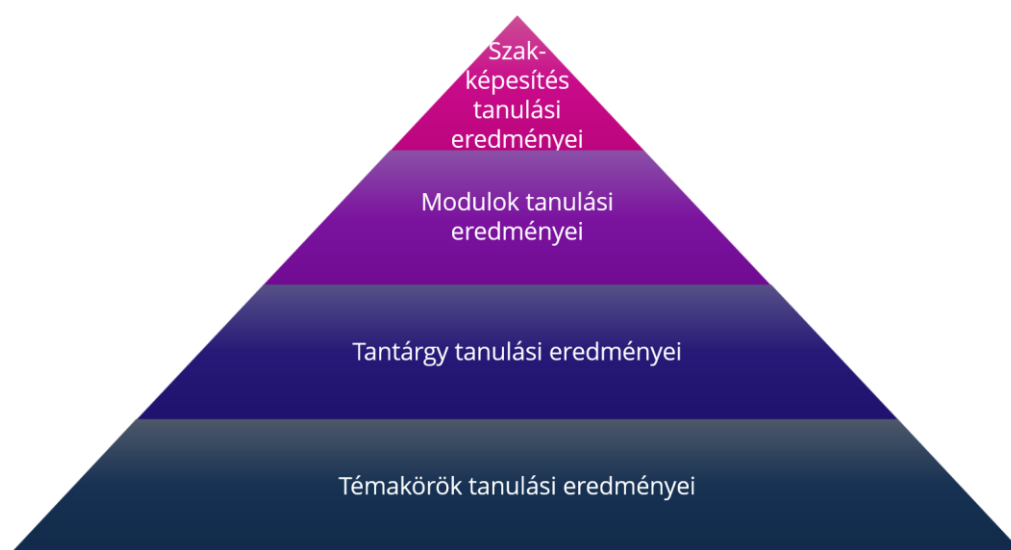 Szak-
képesítés
tanulási
eredményei
Modulok tanulási
eredményei
Tantárgy tanulási eredményei
Témakörök tanulási eredményei